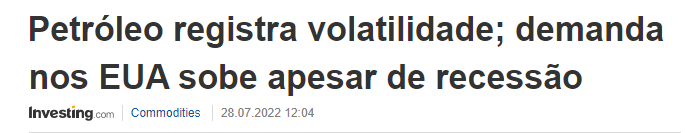 Petróleo registra volatilidade; demanda
nos EUA sobe apesar de recessão
Investing.com Commodities 28.07.2022 12:04